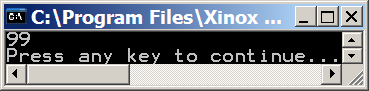 C:\Program Files\Xinox ...
99
Press any key to continue...